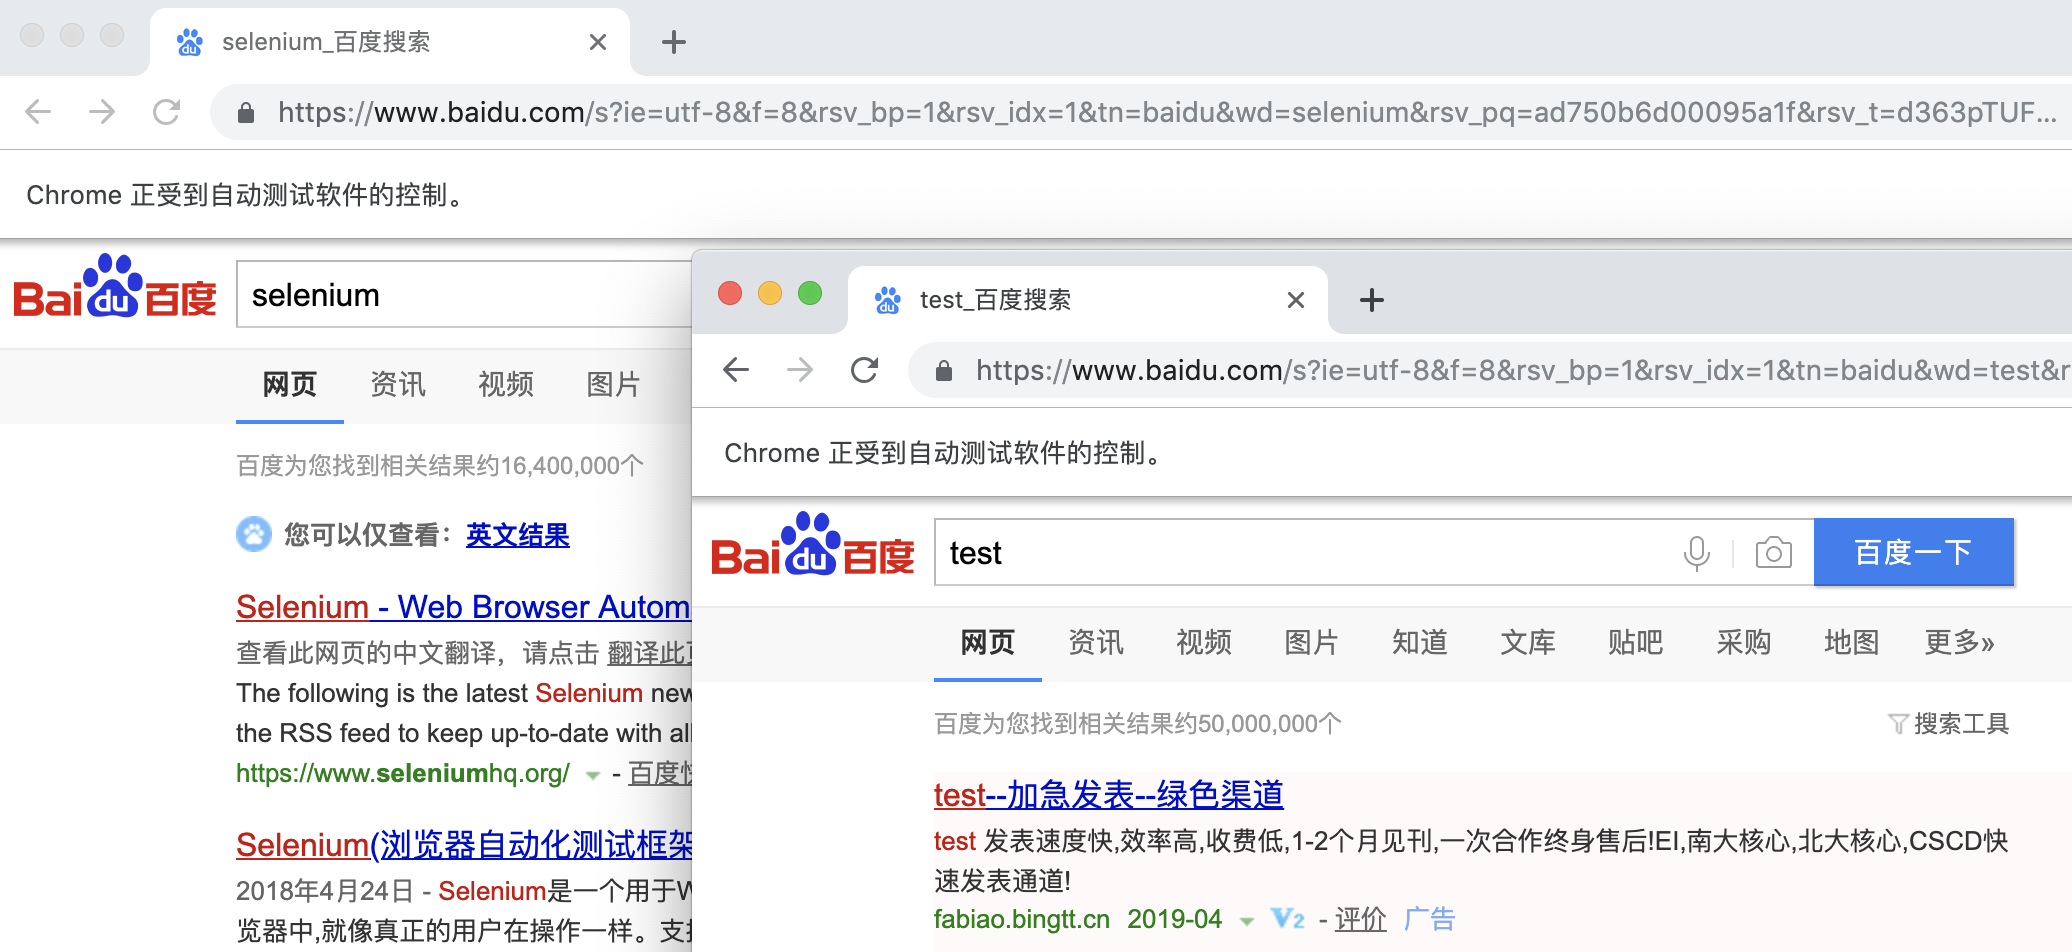 selenium_百度搜索
https://www.baidu.com/s?ie=utf-8&f=8&rsv_bp=1&rsv_idx=1&tn=baidu&wd=selenium&rsv_pq=ad750b6d00095a1f&rsv_t=d363pTUF...
Chrome 正受到自动测试软件的控制。
Bai du 百度 selenium
网页 资讯 视频 图片
百度为您找到相关结果约16,400,000个
您可以仅查看：英文结果
Selenium - Web Browser Autom
查看此网页的中文翻译，请点击 翻译此
The following is the latest Selenium new
the RSS feed to keep up-to-date with all
https://www.seleniumhq.org/ - 百度
Selenium(浏览器自动化测试框架
2018年4月24日 - Selenium是一个用于W
览器中,就像真正的用户在操作一样。支
test_百度搜索
https://www.baidu.com/s?ie=utf-8&f=8&rsv_bp=1&rsv_idx=1&tn=baidu&wd=test&r
Chrome 正受到自动测试软件的控制。
Bai du 百度 test 百度一下
网页 资讯 视频 图片 知道 文库 贴吧 采购 地图 更多»
百度为您找到相关结果约50,000,000个 搜索工具
test--加急发表--绿色渠道
test 发表速度快,效率高,收费低,1-2个月见刊,一次合作终身售后!EI,南大核心,北大核心,CSCD快
速发表通道!
fabiao.bingtt.cn 2019-04 V2 - 评价 广告